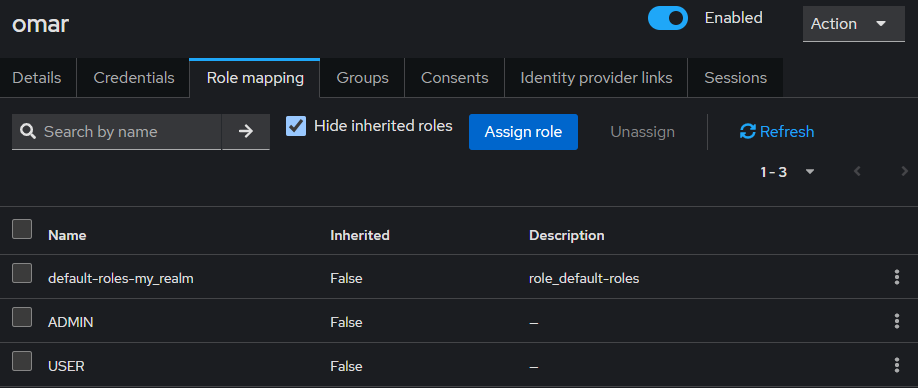 omar
Enabled
Action
Details Credentials Role mapping Groups Consents Identity provider links Sessions
Search by name Hide inherited roles Assign role Unassign Refresh
1 - 3
Name Inherited Description
default-roles-my_realm False role_default-roles
ADMIN False –
USER False –